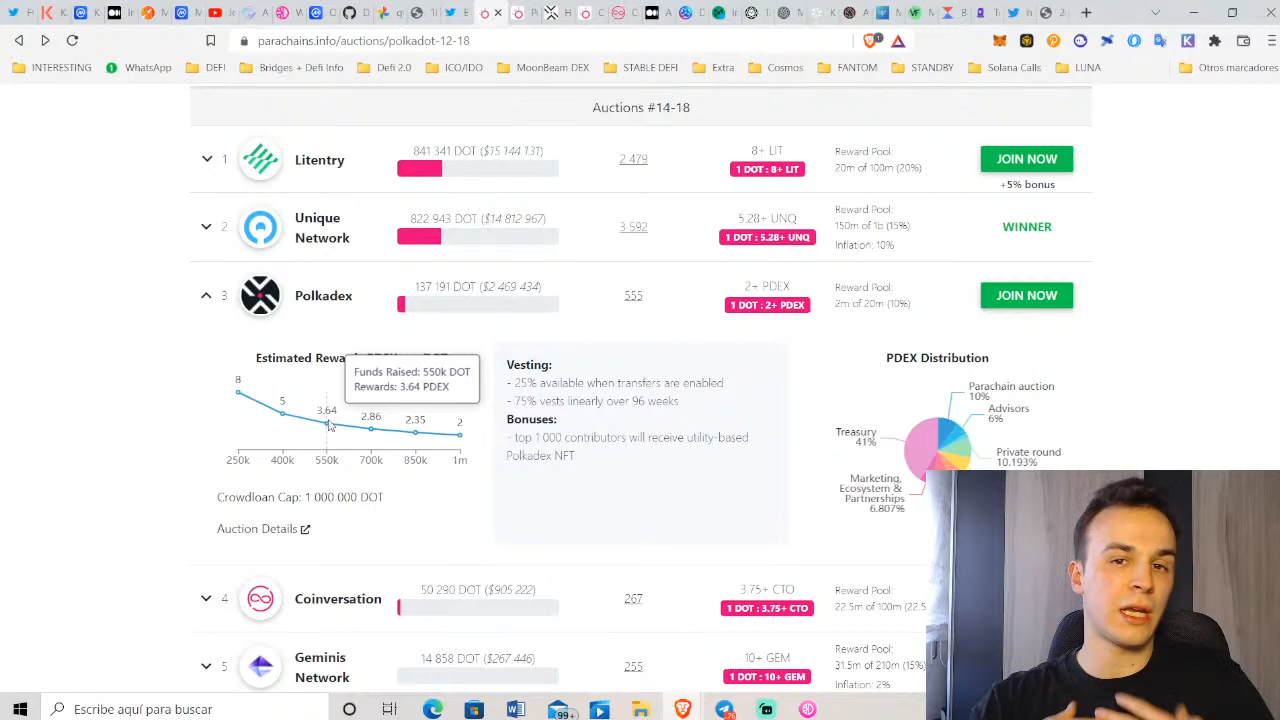 parachains.info/auctions/polkadot-12-18
INTERESTING
WhatsApp
DEFI
Bridges + Defi Info
Defi 2.0
ICO/IDO
MoonBeam DEX
STABLE DEFI
Extra
Cosmos
FANTOM
STANDBY
Solana Calls
LUNA
Otros marcadores
Auctions #14-18
1
Litentry
841 341 DOT ($15 144 131)
2 479
8+ LIT
1 DOT : 8+ LIT
Reward Pool:
20m of 100m (20%)
JOIN NOW
+5% bonus
2
Unique
Network
822 943 DOT ($14 812 967)
3 592
5.28+ UNQ
1 DOT : 5.28+ UNQ
Reward Pool:
150m of 1b (15%)
Inflation: 10%
WINNER
3
Polkadex
137 191 DOT ($2 469 434)
555
2+ PDEX
1 DOT : 2+ PDEX
Reward Pool:
2m of 20m (10%)
JOIN NOW
Funds Raised: 550k DOT
Rewards: 3.64 PDEX
8
5
3.64
2.86
2.35
2
250k
400k
550k
700k
850k
1m
Crowdloan Cap: 1 000 000 DOT
Auction Details
Vesting:
- 25% available when transfers are enabled
- 75% vests linearly over 96 weeks
Bonuses:
- top 1 000 contributors will receive utility-based
Polkadex NFT
PDEX Distribution
Parachain auction
10%
Advisors
6%
Private round
10.193%
Treasury
41%
Marketing,
Ecosystem &
Partnerships
6.807%
4
Coinversation
50 290 DOT ($905 222)
267
3.75+ CTO
1 DOT : 3.75+ CTO
Reward Pool:
22.5m of 100m (22.5
5
Geminis
Network
14 858 DOT ($267 446)
255
10+ GEM
1 DOT : 10+ GEM
Reward Pool:
31.5m of 210m (15%)
Inflation: 2%
Escribe aquí para buscar
99+